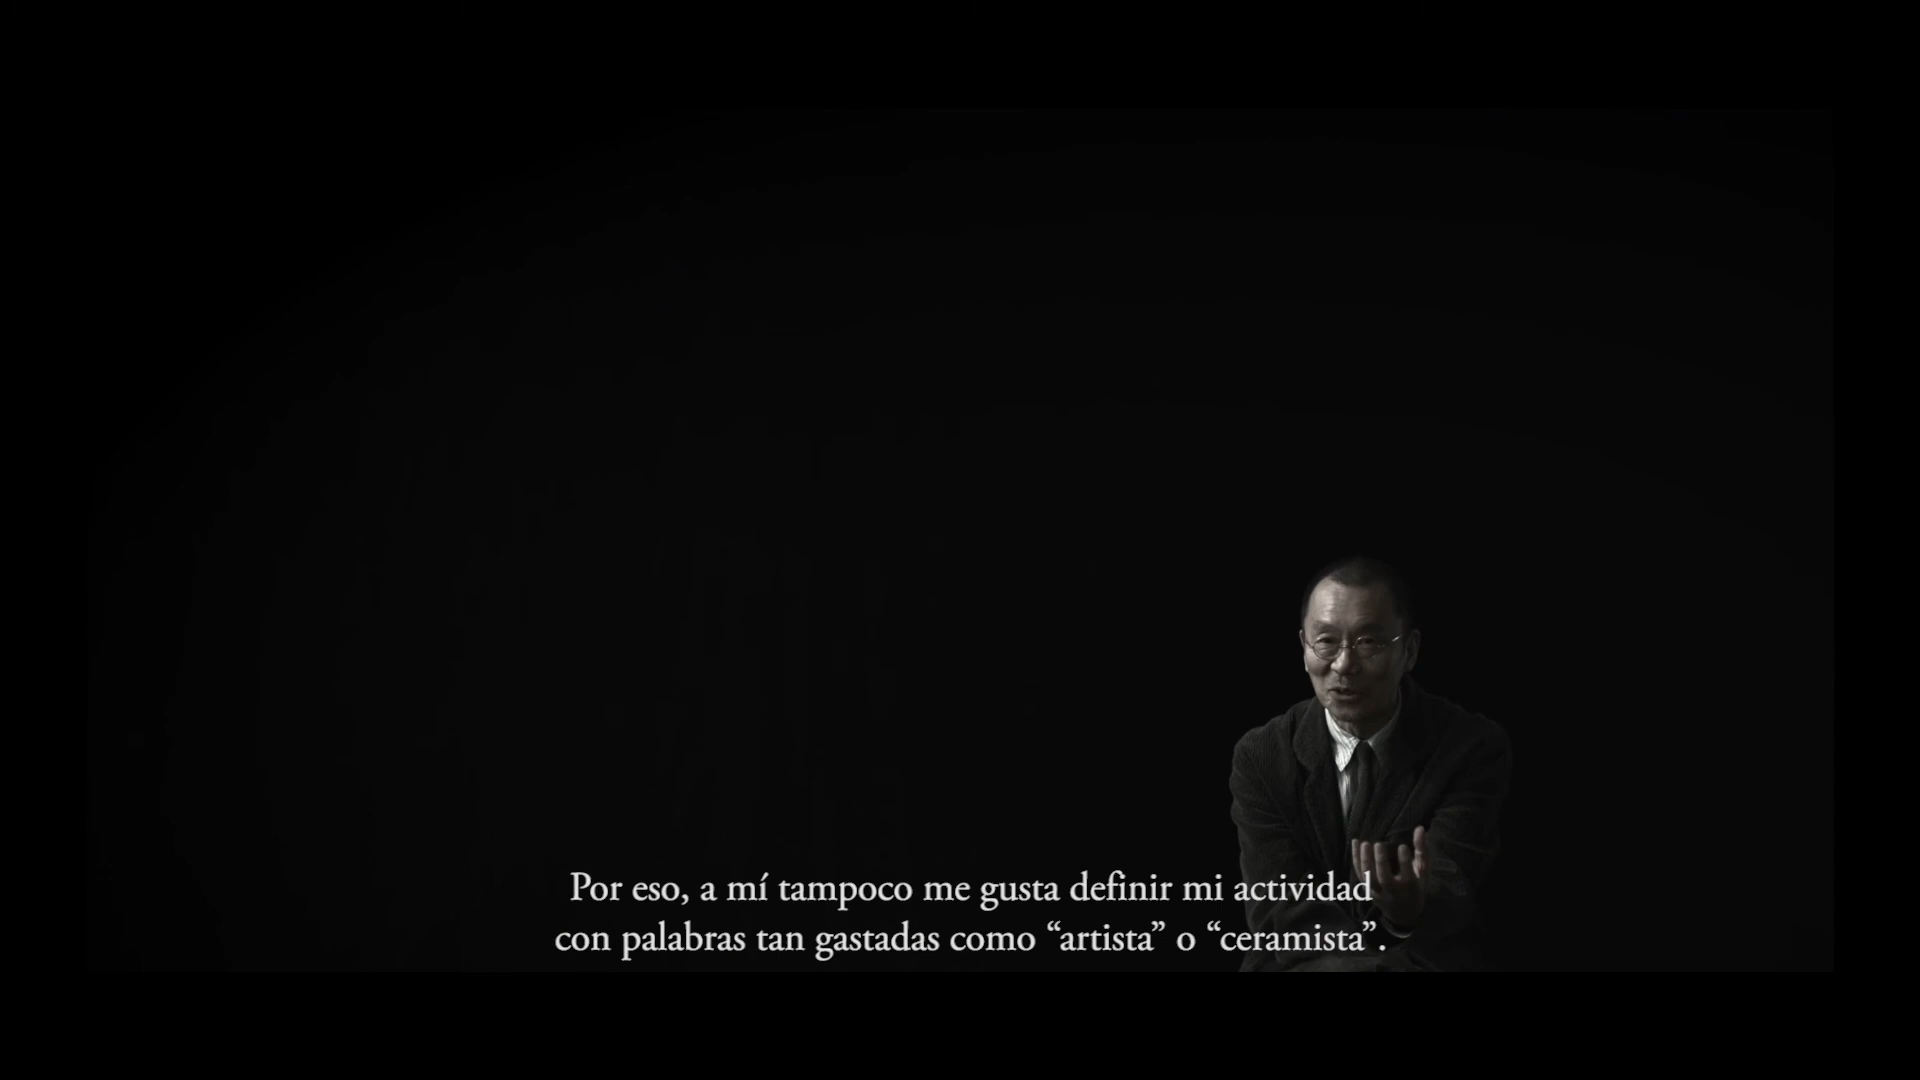 Por eso, a mí tampoco me gusta definir mi actividad
con palabras tan gastadas como “artista” o “ceramista”.